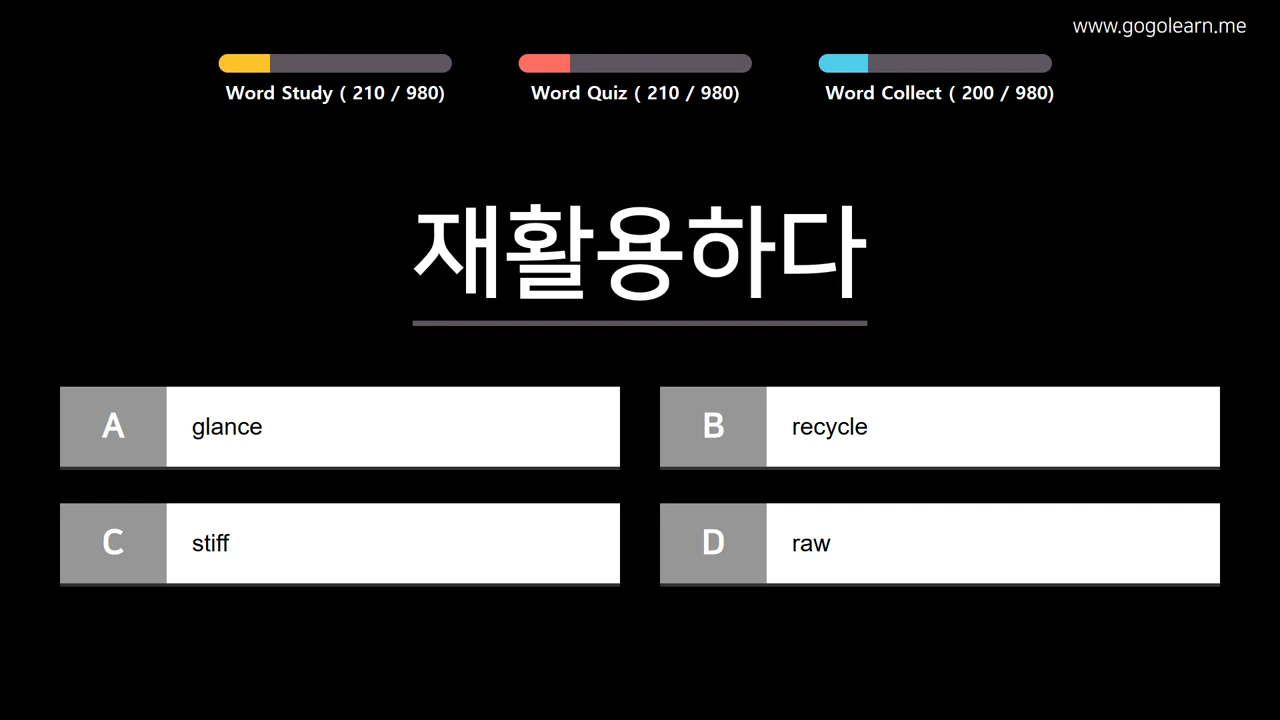 www.gogolearn.me
Word Study ( 210 / 980)
Word Quiz ( 210 / 980)
Word Collect ( 200 / 980)
재활용하다
A glance
B recycle
C stiff
D raw